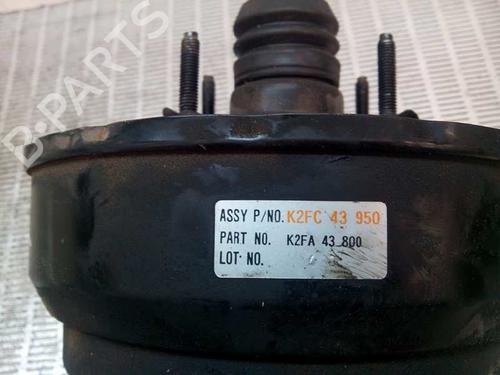 B-PARTS
ASSY P/NO. K2FC 43 950
PART NO. K2FA 43 800
LOT NO.